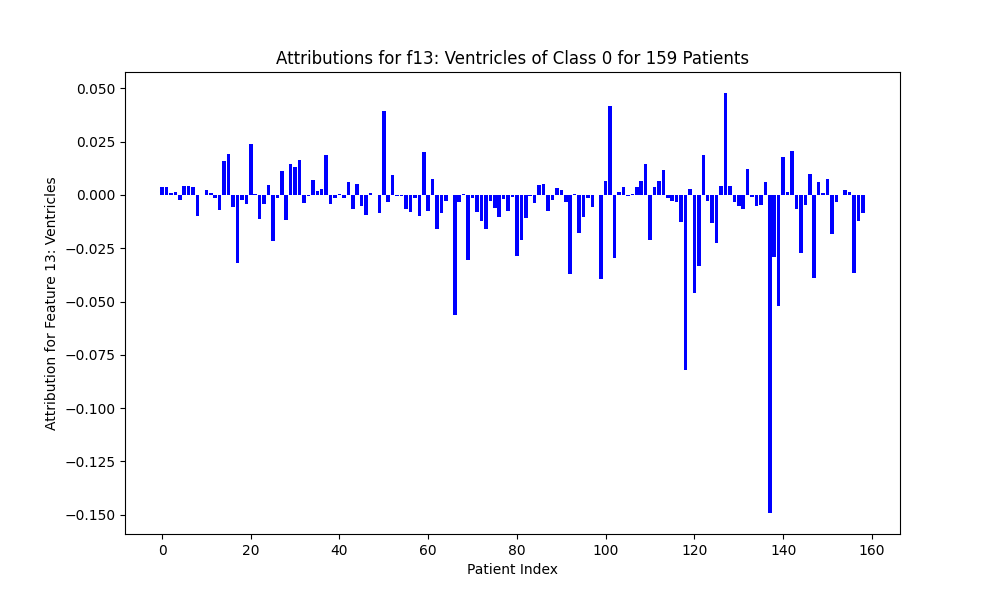 Attributions for f13: Ventricles of Class 0 for 159 Patients
Attribution for Feature 13: Ventricles
0.050
0.025
0.000
−0.025
−0.050
−0.075
−0.100
−0.125
−0.150
0 20 40 60 80 100 120 140 160
Patient Index